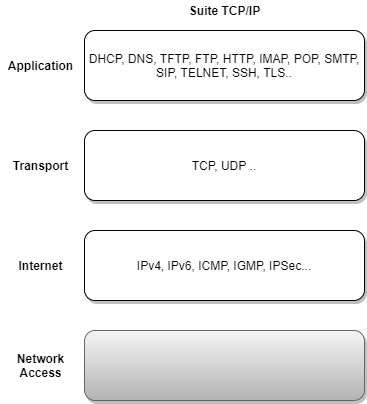 Suite TCP/IP
Application
DHCP, DNS, TFTP, FTP, HTTP, IMAP, POP, SMTP,
SIP, TELNET, SSH, TLS..
Transport
TCP, UDP ..
Internet
IPv4, IPv6, ICMP, IGMP, IPSec...
Network
Access